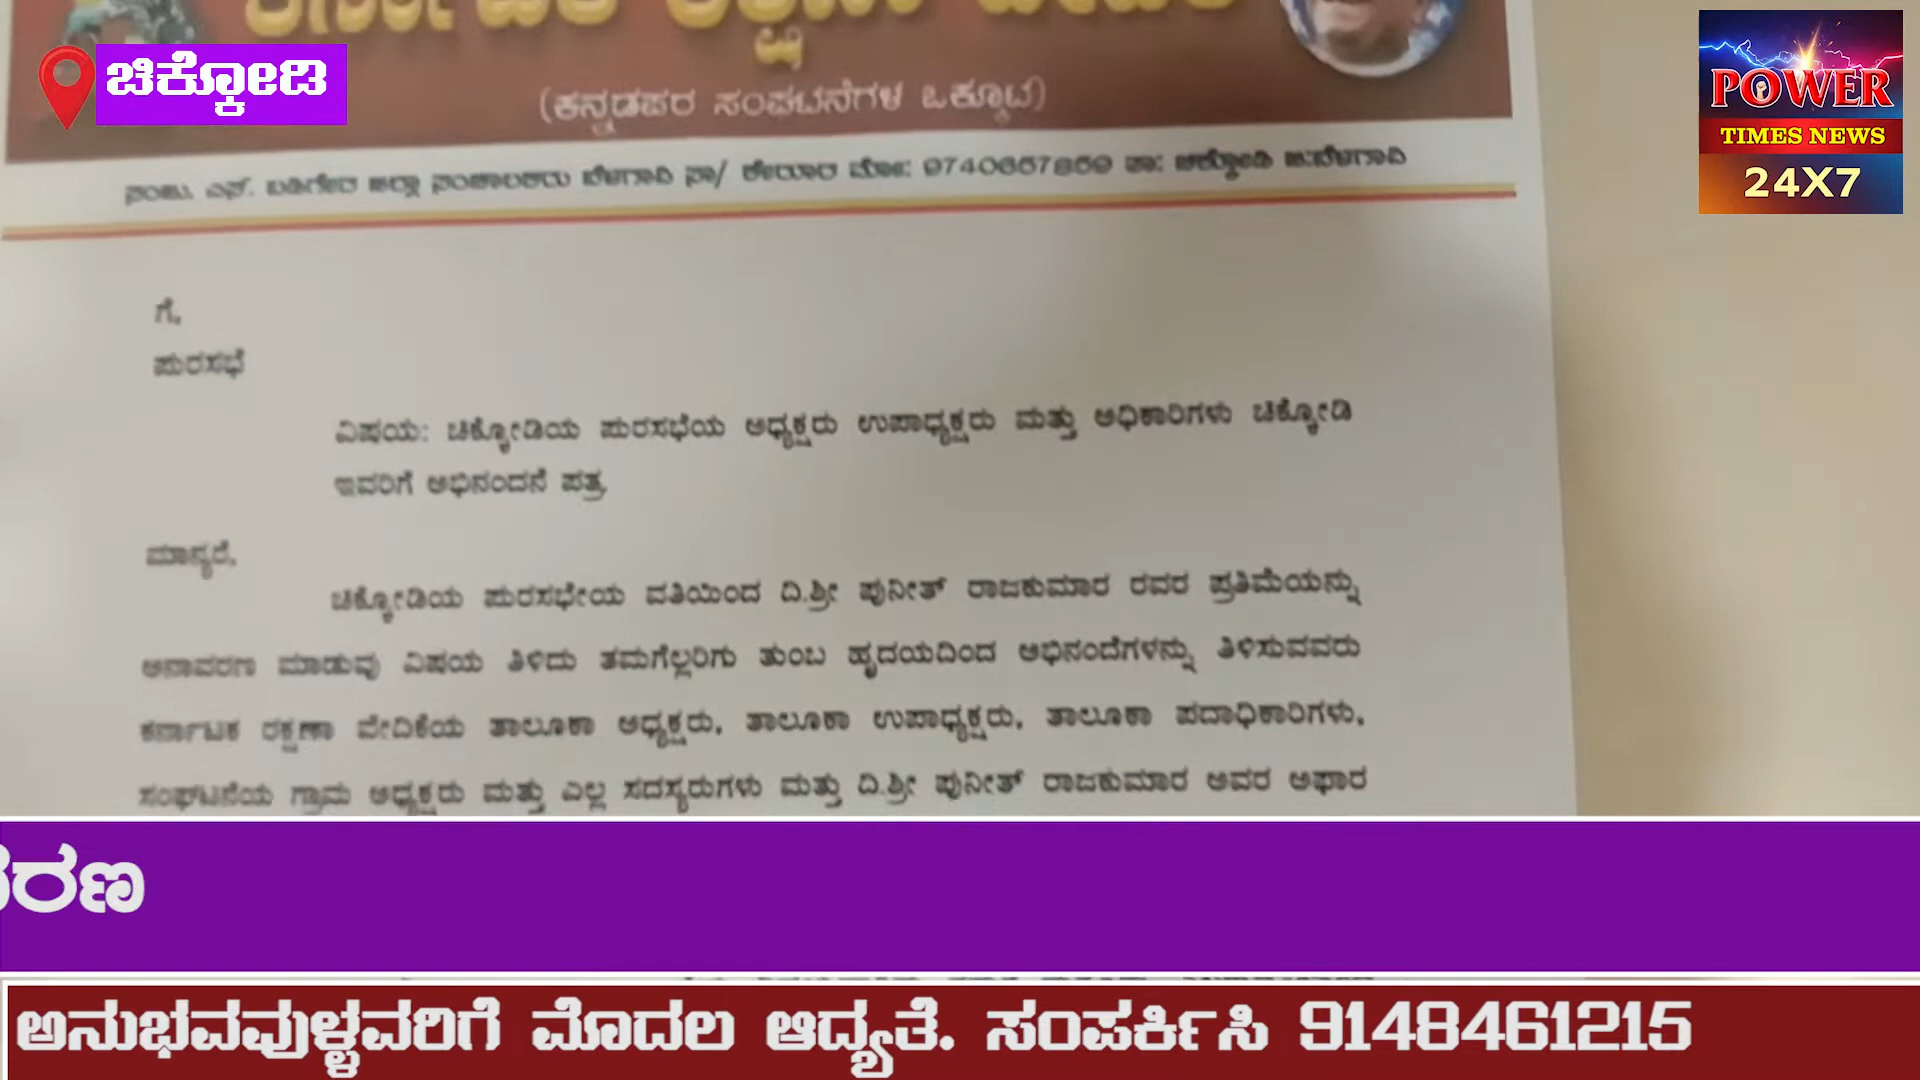 ಚಿಕ್ಕೋಡಿ
POWER
TIMES NEWS
24X7
(ಕನ್ನಡಪರ ಸಂಘಟನೆಗಳ ಒಕ್ಕೂಟ)
ಗೆ,
ಪುರಸಭೆ
ವಿಷಯ: ಚಿಕ್ಕೋಡಿಯ ಪುರಸಭೆಯ ಅಧ್ಯಕ್ಷರು ಉಪಾಧ್ಯಕ್ಷರು ಮತ್ತು ಅಧಿಕಾರಿಗಳು ಚಿಕ್ಕೋಡಿ
ಇವರಿಗೆ ಅಭಿನಂದನೆ ಪತ್ರ
ಮಾನ್ಯರೆ,
ಚಿಕ್ಕೋಡಿಯ ಪುರಸಭೇಯ ವತಿಯಿಂದ ದಿ.ಶ್ರೀ ಪುನೀತ್ ರಾಜಕುಮಾರ ರವರ ಪ್ರತಿಮೆಯನ್ನು
ಅನಾವರಣ ಮಾಡುವು ವಿಷಯ ತಿಳಿದು ತಮಗೆಲ್ಲರಿಗು ತುಂಬ ಹೃದಯದಿಂದ ಅಭಿನಂದೆಗಳನ್ನು ತಿಳಿಸುವವರು
ಕರ್ನಾಟಕ ರಕ್ಷಣಾ ವೇದಿಕೆಯ ತಾಲೂಕಾ ಅಧ್ಯಕ್ಷರು, ತಾಲೂಕಾ ಉಪಾಧ್ಯಕ್ಷರು, ತಾಲೂಕಾ ಪದಾಧಿಕಾರಿಗಳು,
ಸಂಘಟನೆಯ ಗ್ರಾಮ ಅಧ್ಯಕ್ಷರು ಮತ್ತು ಎಲ್ಲ ಸದಸ್ಯರುಗಳು ಮತ್ತು ದಿ.ಶ್ರೀ ಪುನೀತ್ ರಾಜಕುಮಾರ ಅವರ ಅಫಾರ
ರಣ
ಅನುಭವವುಳ್ಳವರಿಗೆ ಮೊದಲ ಆದ್ಯತೆ. ಸಂಪರ್ಕಿಸಿ 9148461215